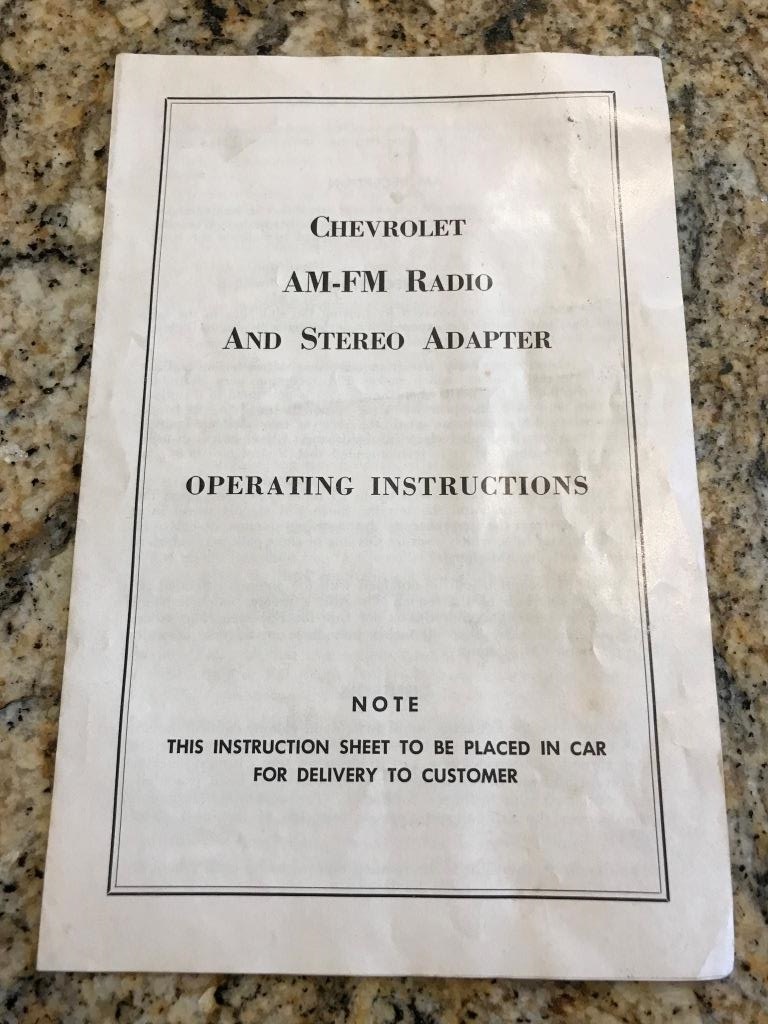 CHEVROLET
AM-FM RADIO
AND STEREO ADAPTER
OPERATING INSTRUCTIONS
NOTE
THIS INSTRUCTION SHEET TO BE PLACED IN CAR
FOR DELIVERY TO CUSTOMER